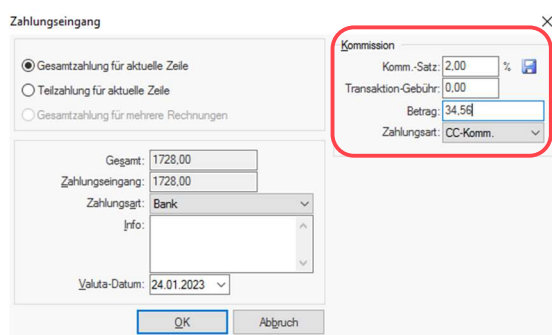 Zahlungseingang
Gesamtzahlung für aktuelle Zeile
Teilzahlung für aktuelle Zeile
Gesamtzahlung für mehrere Rechnungen
Gesamt: 1728,00
Zahlungseingang: 1728,00
Zahlungsart: Bank
Info:
Valuta-Datum: 24.01.2023
OK Abbruch
Kommission
Komm.-Satz: 2,00 %
Transaktion-Gebühr: 0,00
Betrag: 34,56
Zahlungsart: CC-Komm.